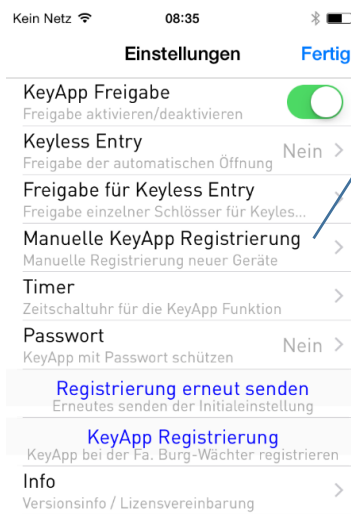 Kein Netz 08:35
Einstellungen Fertig
KeyApp Freigabe
Freigabe aktivieren/deaktivieren
Keyless Entry
Nein
Freigabe der automatischen Öffnung
Freigabe für Keyless Entry
Freigabe einzelner Schlösser für Keyles...
Manuelle KeyApp Registrierung
Manuelle Registrierung neuer Geräte
Timer
Zeitschaltuhr für die KeyApp Funktion
Passwort
Nein
KeyApp mit Passwort schützen
Registrierung erneut senden
Erneutes senden der Initialeinstellung
KeyApp Registrierung
KeyApp bei der Fa. Burg-Wächter registrieren
Info
Versionsinfo / Lizensvereinbarung